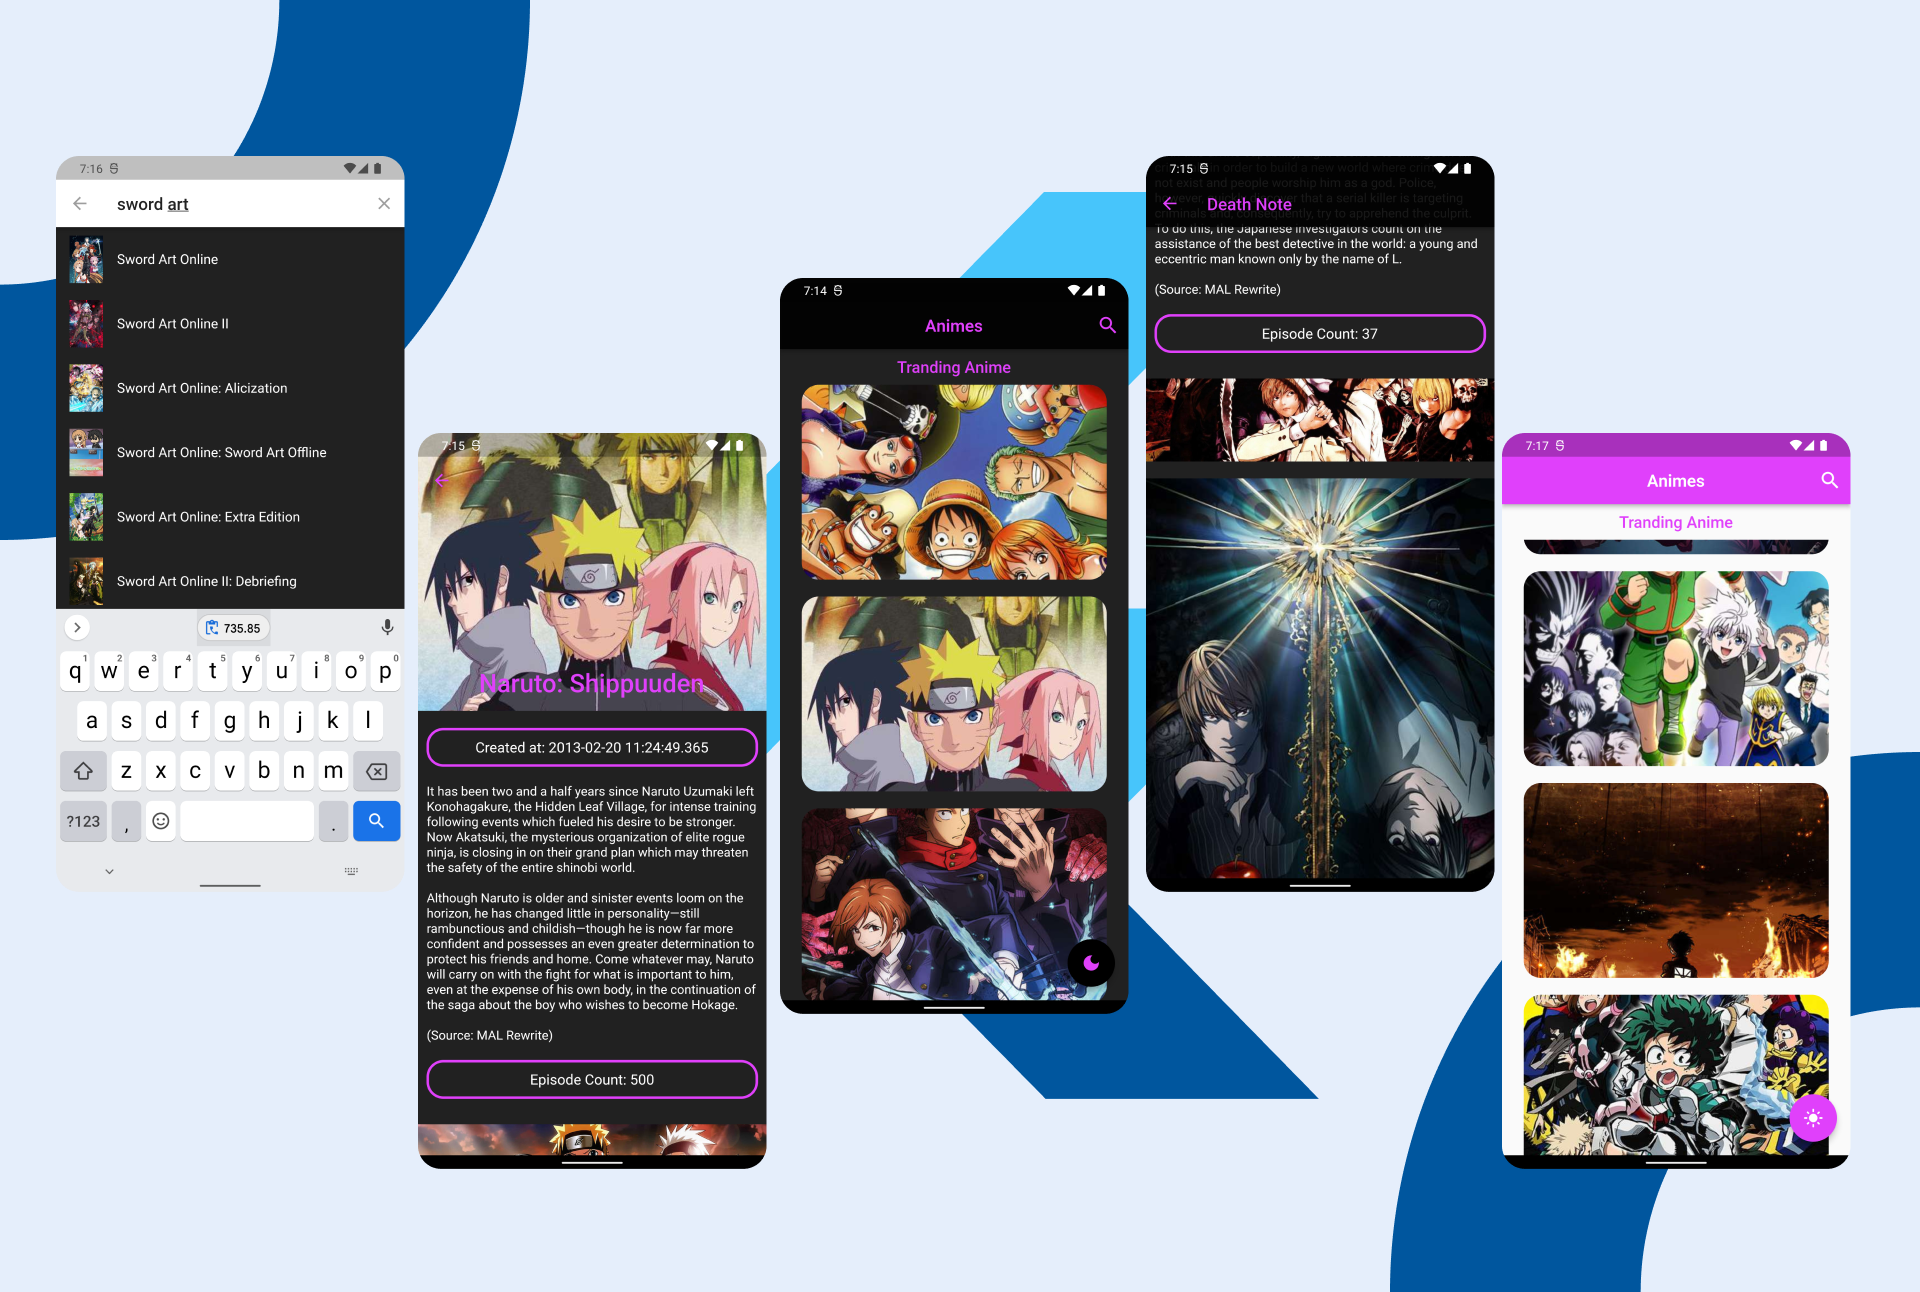 7:16
sword art
Sword Art Online
Sword Art Online II
Sword Art Online: Alicization
Sword Art Online: Sword Art Offline
Sword Art Online: Extra Edition
Sword Art Online II: Debriefing
735.85
q1 w2 e3 r4 t5 y6 u7 i8 o9 p0
a s d f g h j k l
z x c v b n m
?123 , .
7:15
Naruto: Shippuuden
Created at: 2013-02-20 11:24:49.365
It has been two and a half years since Naruto Uzumaki left
Konohagakure, the Hidden Leaf Village, for intense training
following events which fueled his desire to be stronger.
Now Akatsuki, the mysterious organization of elite rogue
ninja, is closing in on their grand plan which may threaten
the safety of the entire shinobi world.
Although Naruto is older and sinister events loom on the
horizon, he has changed little in personality—still
rambunctious and childish—though he is now far more
confident and possesses an even greater determination to
protect his friends and home. Come whatever may, Naruto
will carry on with the fight for what is important to him,
even at the expense of his own body, in the continuation of
the saga about the boy who wishes to become Hokage.
(Source: MAL Rewrite)
Episode Count: 500
7:14
Animes
Tranding Anime
7:15
in order to build a new world where
not exist and people worship him as a god. Police,
that a serial killer is targeting
Death Note
criminals and, consequently, try to apprehend the culprit.
To do this, the Japanese investigators count on the
assistance of the best detective in the world: a young and
eccentric man known only by the name of L.
(Source: MAL Rewrite)
Episode Count: 37
7:17
Animes
Tranding Anime